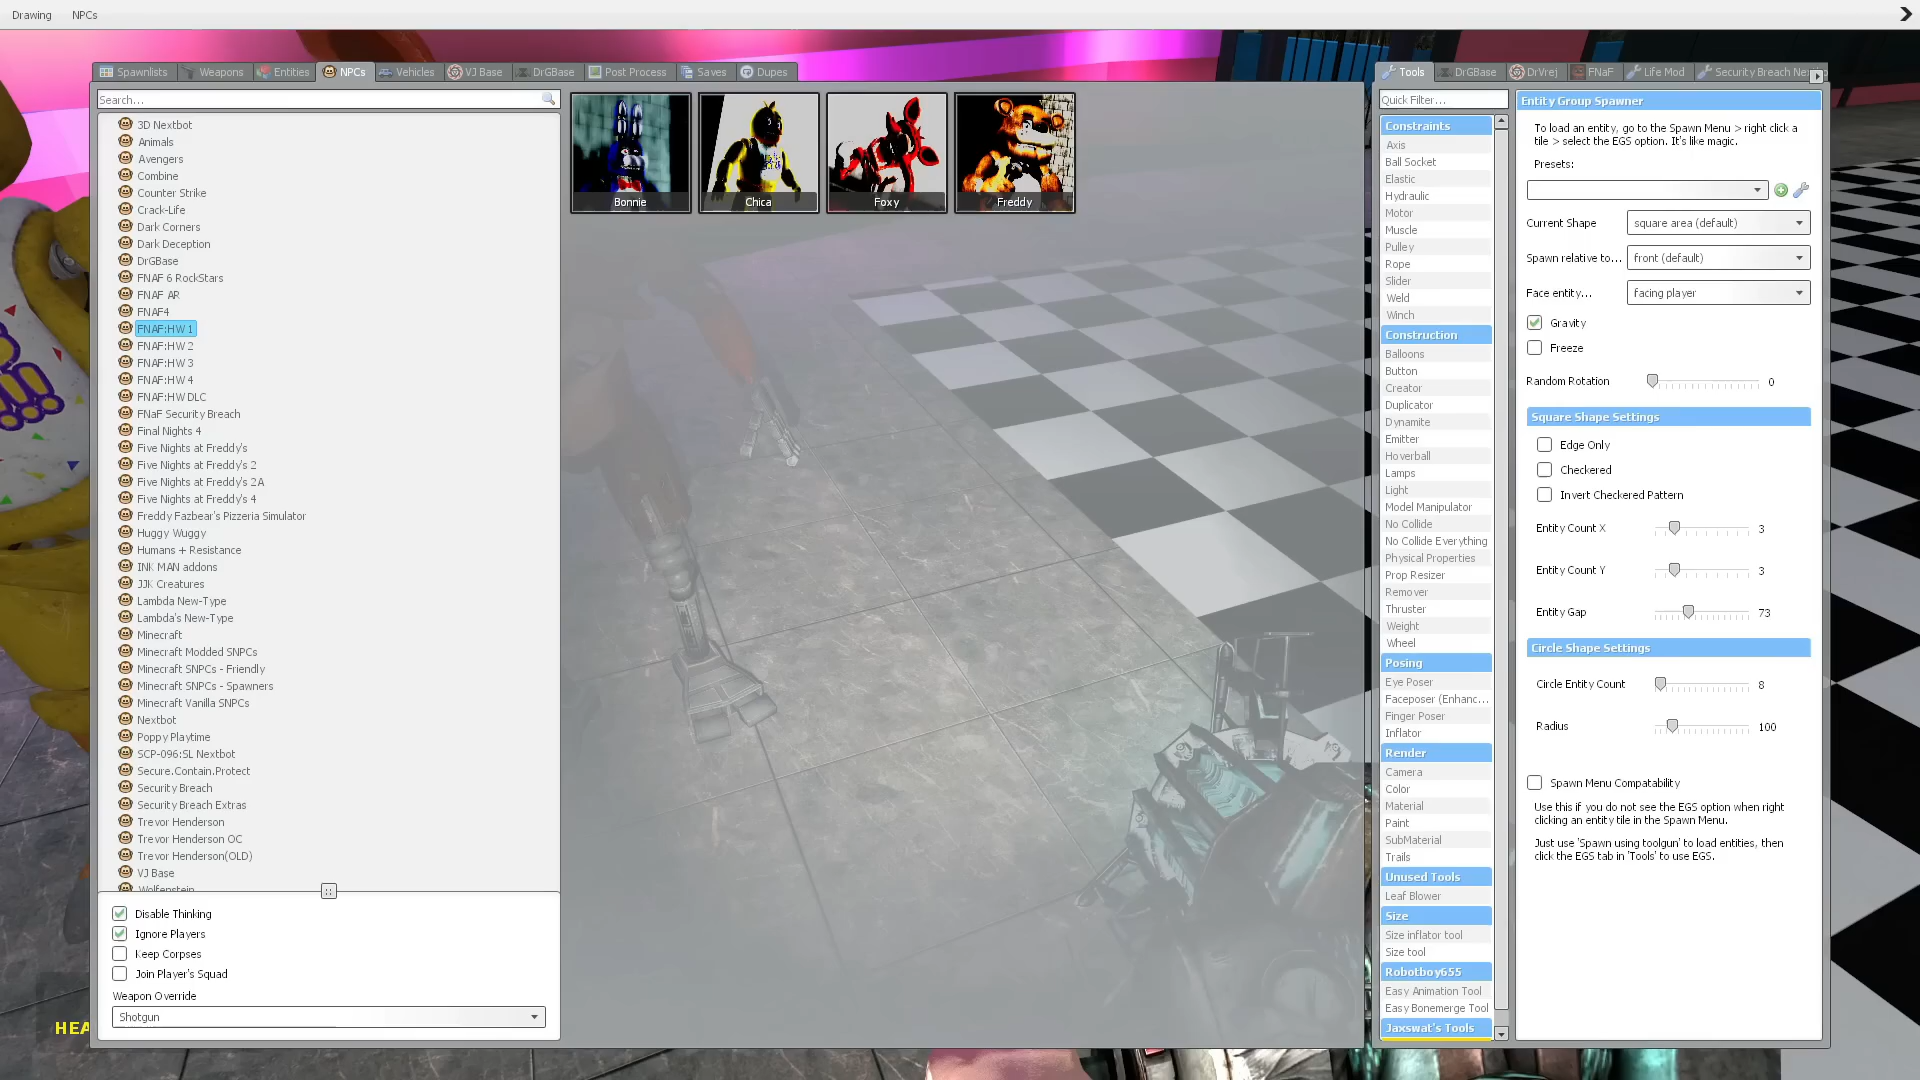 Drawing NPCs
Spawnlists Weapons Entities NPCs Vehicles VJ Base DrGBase Post Process Saves Dupes
Search...
3D Nextbot
Animals
Avengers
Combine
Counter Strike
Crack-Life
Dark Corners
Dark Deception
DrGBase
FNAF 6 RockStars
FNAF AR
FNAF4
FNAF:HW 1
FNAF:HW 2
FNAF:HW 3
FNAF:HW 4
FNAF:HW DLC
FNaF Security Breach
Final Nights 4
Five Nights at Freddy's
Five Nights at Freddy's 2
Five Nights at Freddy's 2A
Five Nights at Freddy's 4
Freddy Fazbear's Pizzeria Simulator
Huggy Wuggy
Humans + Resistance
INK MAN addons
JJK Creatures
Lambda New-Type
Lambda's New-Type
Minecraft
Minecraft Modded SNPCs
Minecraft SNPCs - Friendly
Minecraft SNPCs - Spawners
Minecraft Vanilla SNPCs
Nextbot
Poppy Playtime
SCP-096:SL Nextbot
Secure.Contain.Protect
Security Breach
Security Breach Extras
Trevor Henderson
Trevor Henderson OC
Trevor Henderson(OLD)
VJ Base
Wolfenstein
Disable Thinking
Ignore Players
Keep Corpses
Join Player's Squad
Weapon Override
Shotgun
HEA
Bonnie Chica Foxy Freddy
Tools DrGBase DrVrej FNaF Life Mod Security Breach
Quick Filter...
Constraints
Axis
Ball Socket
Elastic
Hydraulic
Motor
Muscle
Pulley
Rope
Slider
Weld
Winch
Construction
Balloons
Button
Creator
Duplicator
Dynamite
Emitter
Hoverball
Lamps
Light
Model Manipulator
No Collide
No Collide Everything
Physical Properties
Prop Resizer
Remover
Thruster
Weight
Wheel
Posing
Eye Poser
Faceposer (Enhanc...
Finger Poser
Inflator
Render
Camera
Color
Material
Paint
SubMaterial
Trails
Unused Tools
Leaf Blower
Size
Size inflator tool
Size tool
Robotboy655
Easy Animation Tool
Easy Bonemerge Tool
Jaxswat's Tools
Entity Group Spawner
To load an entity, go to the Spawn Menu > right click a
tile > select the EGS option. It's like magic.
Presets:
Current Shape square area (default)
Spawn relative to... front (default)
Face entity... facing player
Gravity
Freeze
Random Rotation 0
Square Shape Settings
Edge Only
Checkered
Invert Checkered Pattern
Entity Count X 3
Entity Count Y 3
Entity Gap 73
Circle Shape Settings
Circle Entity Count 8
Radius 100
Spawn Menu Compatability
Use this if you do not see the EGS option when right
clicking an entity tile in the Spawn Menu.
Just use 'Spawn using toolgun' to load entities, then
click the EGS tab in 'Tools' to use EGS.